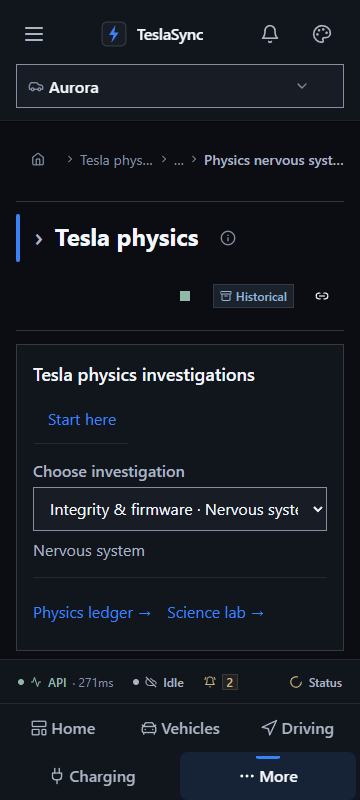 TeslaSync
Aurora
Tesla phys... ... Physics nervous syst...
Tesla physics
Historical
Tesla physics investigations
Start here
Choose investigation
Integrity & firmware · Nervous syste
Nervous system
Physics ledger → Science lab →
API · 271ms Idle 2 Status
Home Vehicles Driving
Charging More